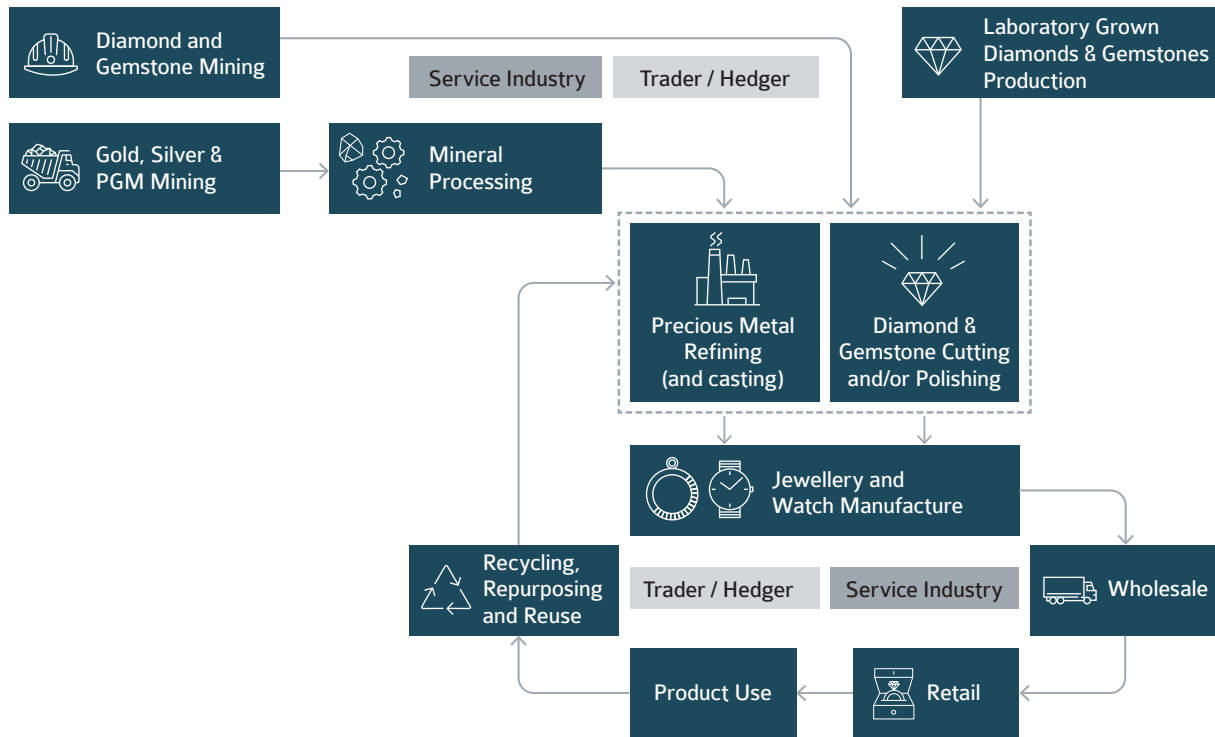 Diamond and
Gemstone Mining
Service Industry
Trader / Hedger
Laboratory Grown
Diamonds & Gemstones
Production
Gold, Silver &
PGM Mining
Mineral
Processing
Precious Metal
Refining
(and casting)
Diamond &
Gemstone Cutting
and/or Polishing
Jewellery and
Watch Manufacture
Recycling,
Repurposing
and Reuse
Trader / Hedger
Service Industry
Wholesale
Product Use
Retail